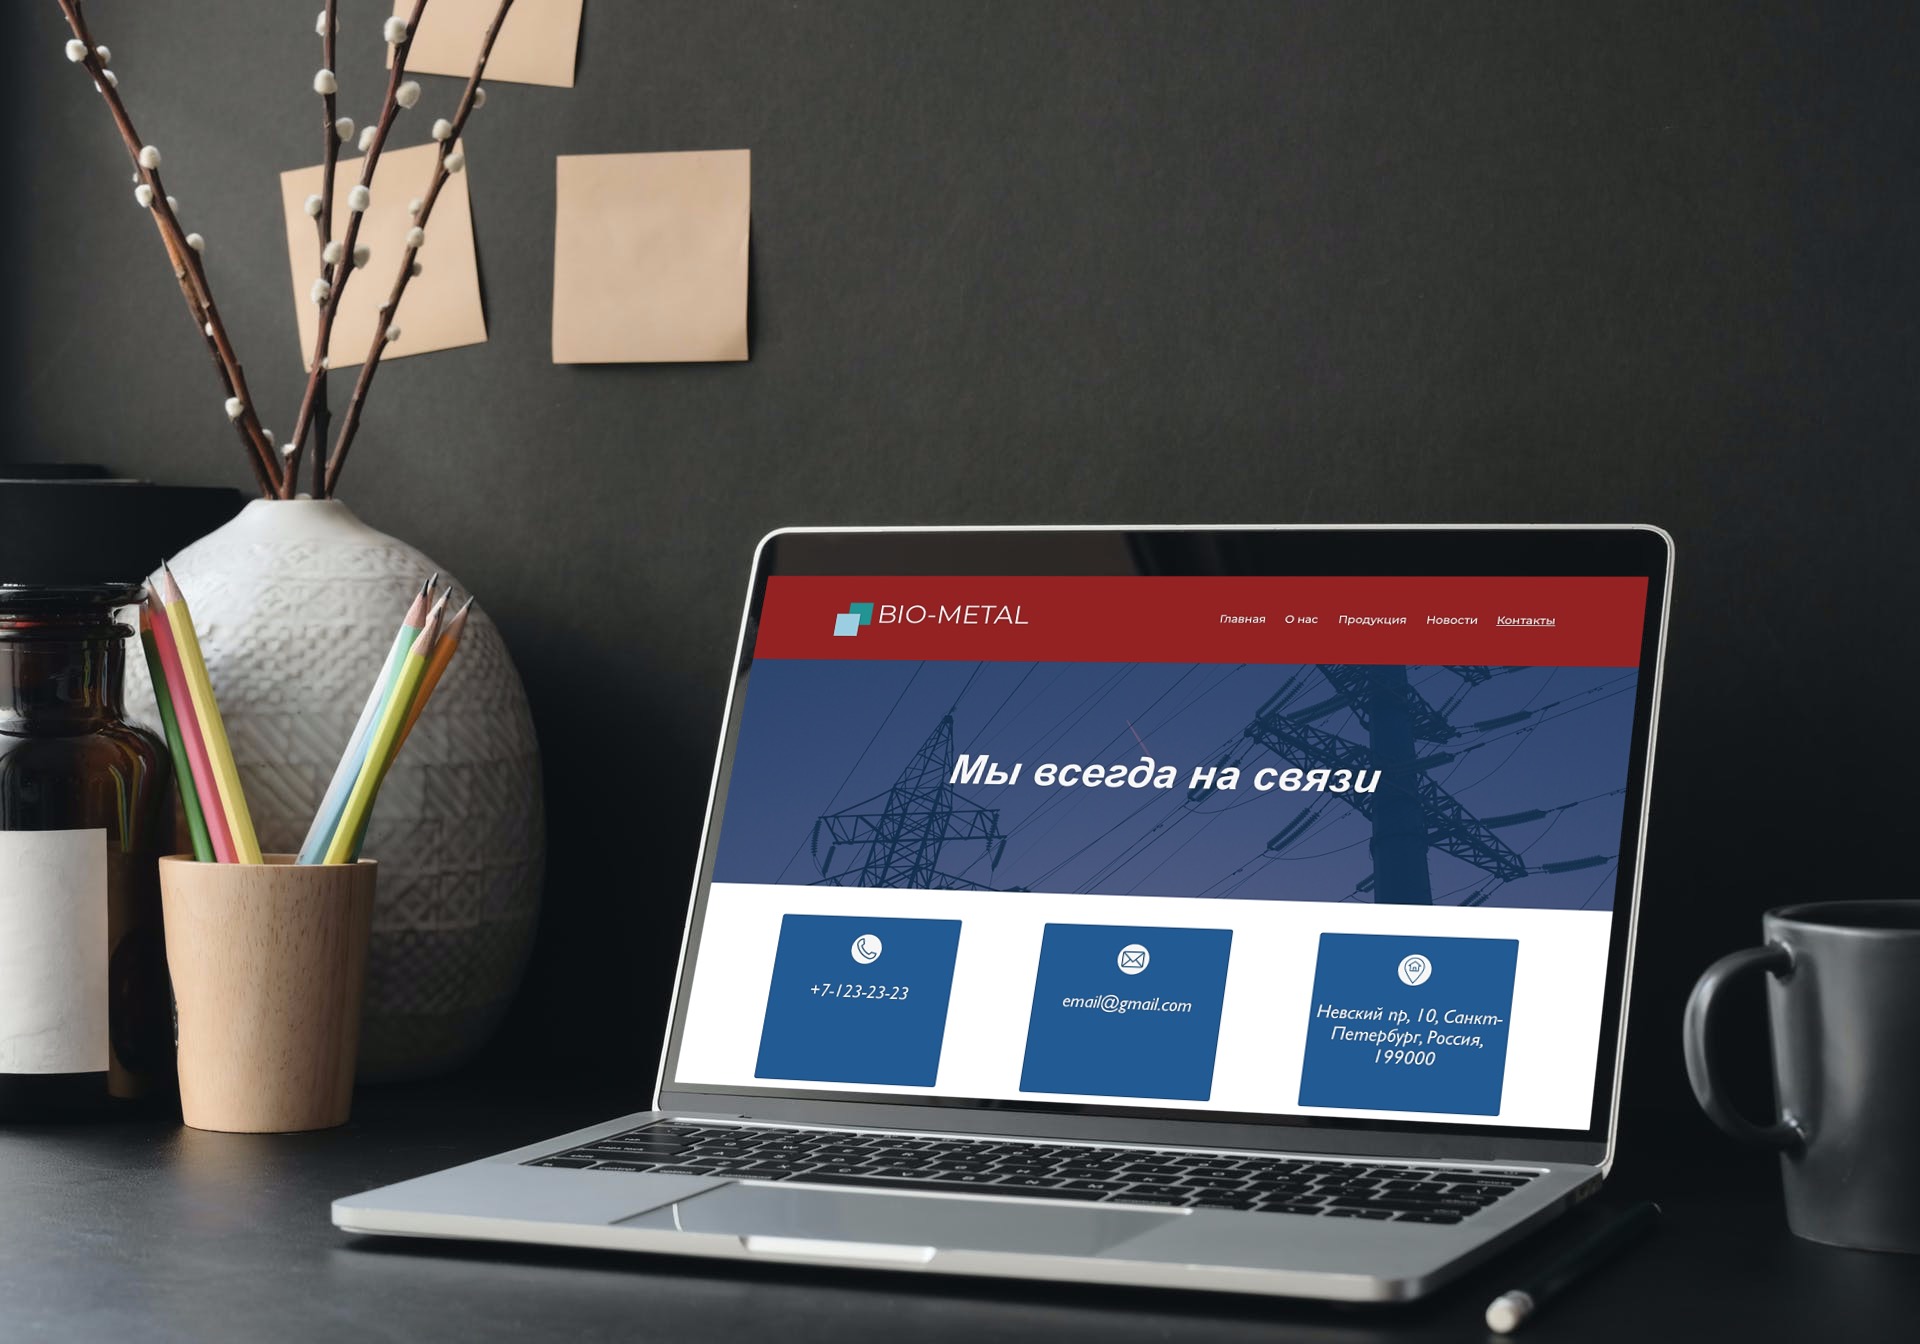 BIO-METAL
Главная О нас Продукция Новости Контакты
Мы всегда на связи
+7-123-23-23
email@gmail.com
Невский пр, 10, Санкт-
Петербург, Россия,
199000